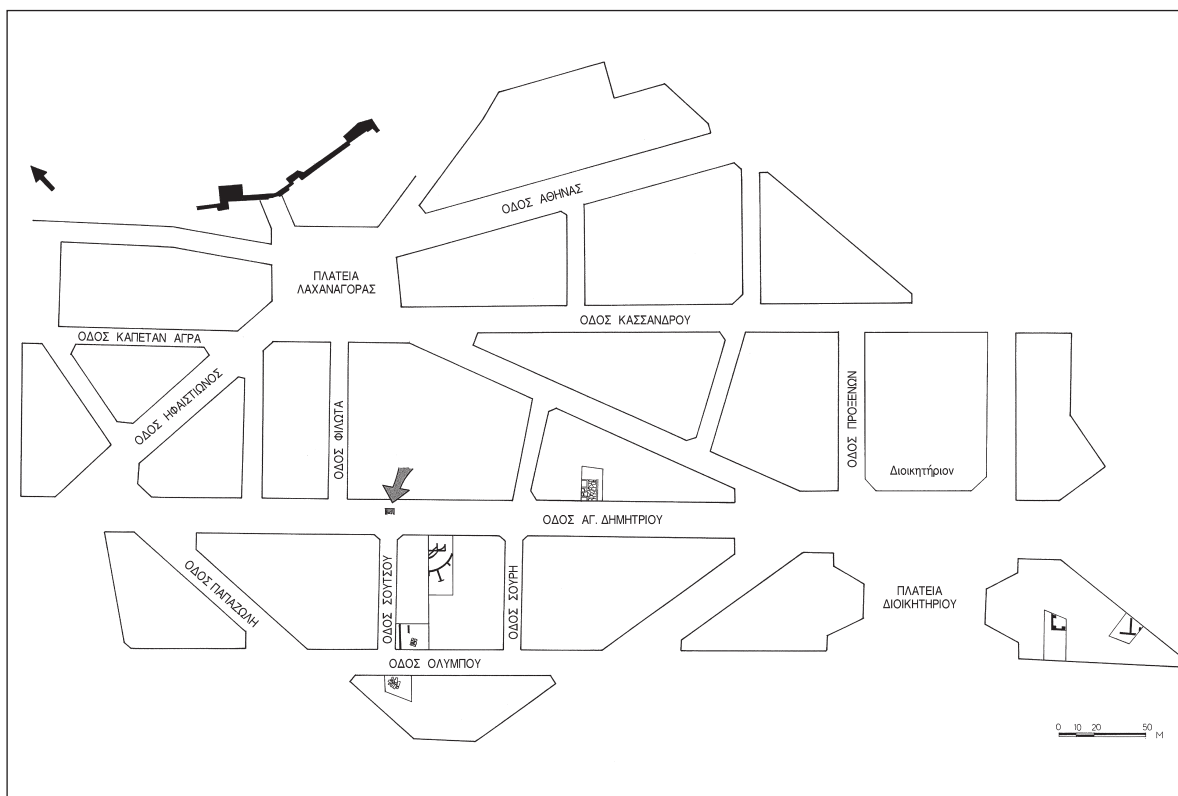 ΟΔΟΣ ΑΘΗΝΑΣ
ΠΛΑΤΕΙΑ
ΛΑΧΑΝΑΓΟΡΑΣ
ΟΔΟΣ ΚΑΣΣΑΝΔΡΟΥ
ΟΔΟΣ ΚΑΠΕΤΑΝ ΑΓΡΑ
ΟΔΟΣ ΗΦΑΙΣΤΙΩΝΟΣ
ΟΔΟΣ ΦΙΛΩΤΑ
ΟΔΟΣ ΠΡΟΞΕΝΩΝ
Διοικητήριον
ΟΔΟΣ ΑΓ. ΔΗΜΗΤΡΙΟΥ
ΟΔΟΣ ΠΑΠΑΖΩΛΗ
ΟΔΟΣ ΣΟΥΤΣΟΥ
ΟΔΟΣ ΣΟΥΡΗ
ΠΛΑΤΕΙΑ
ΔΙΟΙΚΗΤΗΡΙΟΥ
ΟΔΟΣ ΟΛΥΜΠΟΥ
0 10 20 50 M